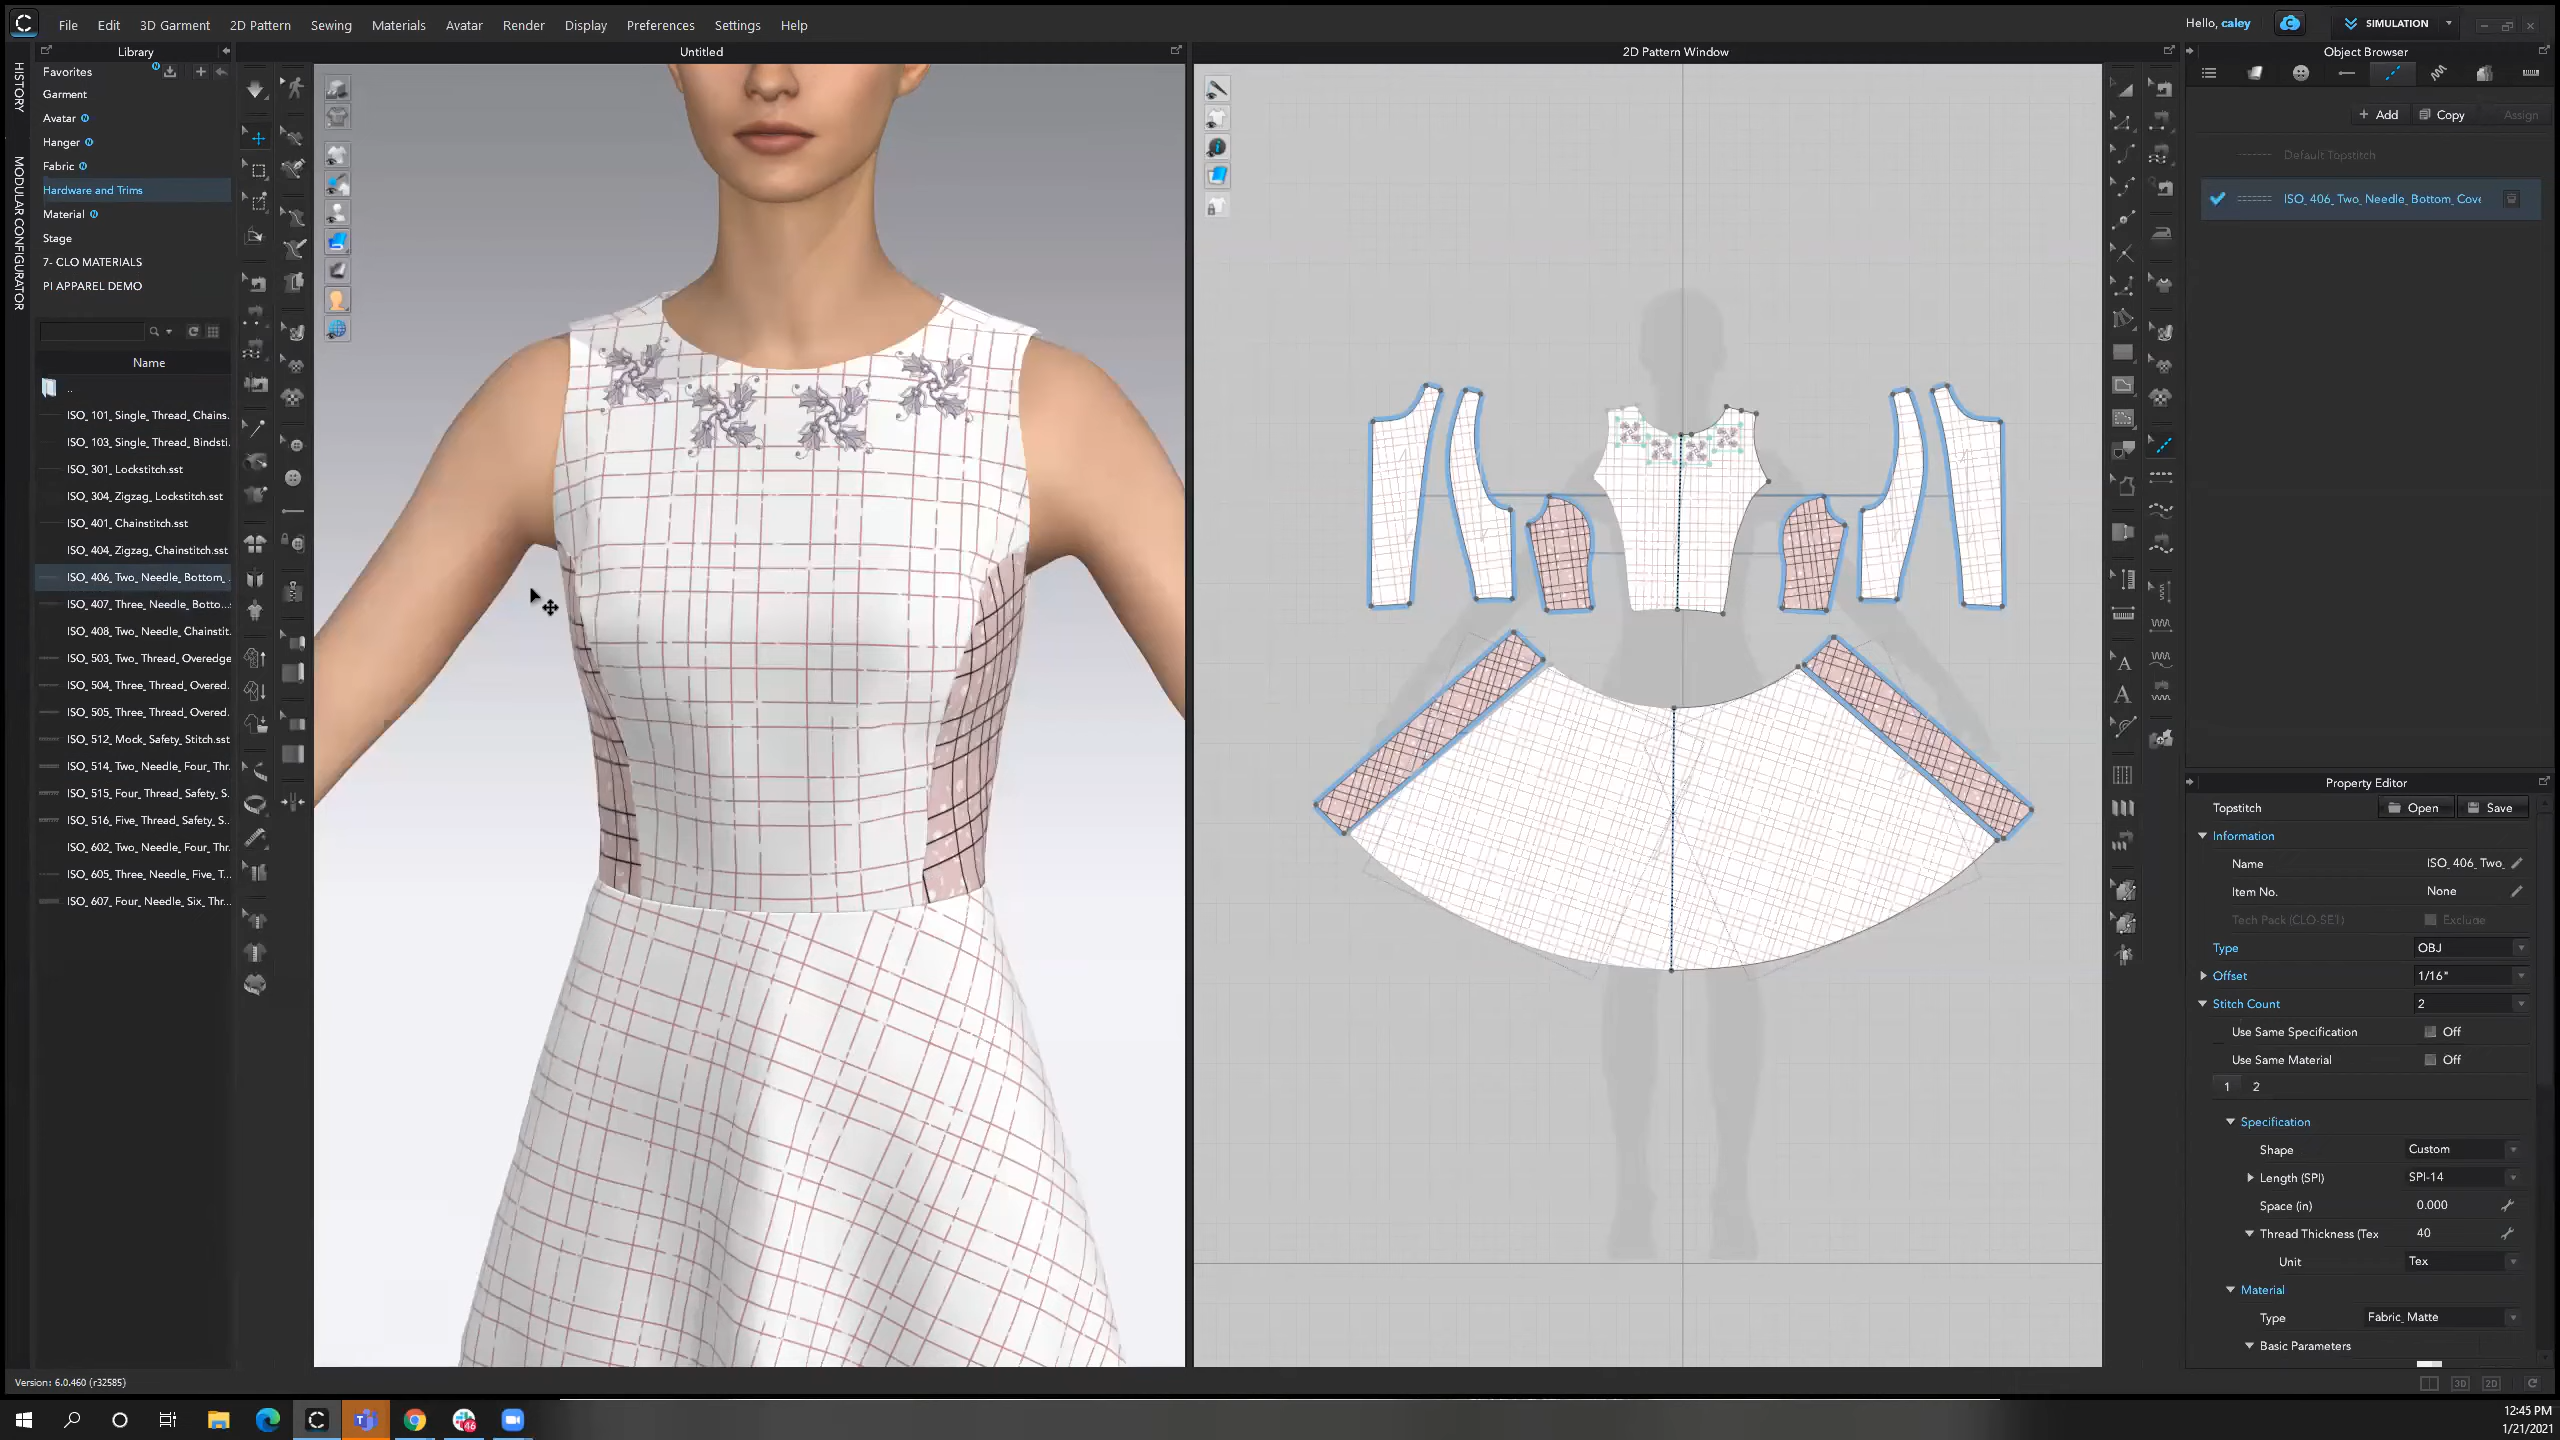 File Edit 3D Garment 2D Pattern Sewing Materials Avatar Render Display Preferences Settings Help
Hello, caley
SIMULATION
HISTORY
MODULAR CONFIGURATOR
Library
Favorites
Garment
Avatar
Hanger
Fabric
Hardware and Trims
Material
Stage
7- CLO MATERIALS
PI APPAREL DEMO
Name
..
ISO_101_Single_Thread_Chains.
ISO_103_Single_Thread_Bindsti.
ISO_301_Lockstitch.sst
ISO_304_Zigzag_Lockstitch.sst
ISO_401_Chainstitch.sst
ISO_404_Zigzag_Chainstitch.sst
ISO_406_Two_Needle_Bottom_.
ISO_407_Three_Needle_Botto...
ISO_408_Two_Needle_Chainstit.
ISO_503_Two_Thread_Overedge
ISO_504_Three_Thread_Overed.
ISO_505_Three_Thread_Overed.
ISO_512_Mock_Safety_Stitch.sst
ISO_514_Two_Needle_Four_Thr.
ISO_515_Four_Thread_Safety_S.
ISO_516_Five_Thread_Safety_S..
ISO_602_Two_Needle_Four_Thr.
ISO_605_Three_Needle_Five_T...
ISO_607_Four_Needle_Six_Thr...
Version: 6.0.460 (r32585)
Untitled
2D Pattern Window
Object Browser
+ Add Copy Assign
Default Topstitch
ISO_406_Two_Needle_Bottom_Cove
Property Editor
Topstitch Open Save
Information
Name ISO_406_Two_
Item No. None
Tech Pack (CLO-SET) Exclude
Type OBJ
Offset 1/16"
Stitch Count 2
Use Same Specification Off
Use Same Material Off
1 2
Specification
Shape Custom
Length (SPI) SPI-14
Space (in) 0.000
Thread Thickness (Tex 40
Unit Tex
Material
Type Fabric_Matte
Basic Parameters
3D 2D
46
12:45 PM
1/21/2021